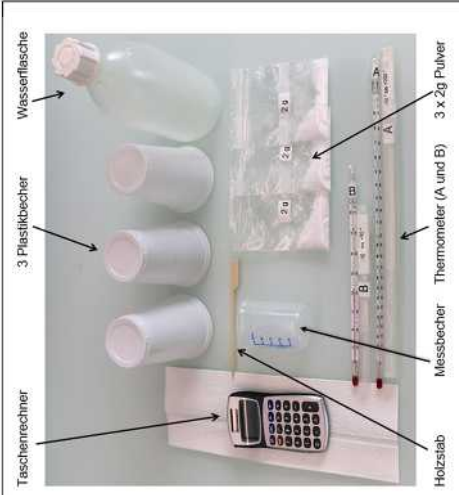 Taschenrechner
3 Plastikbecher
Wasserflasche
2 g
2 g
2 g
B
B
A
A
Holzstab
Messbecher
Thermometer (A und B)
3 x 2g Pulver